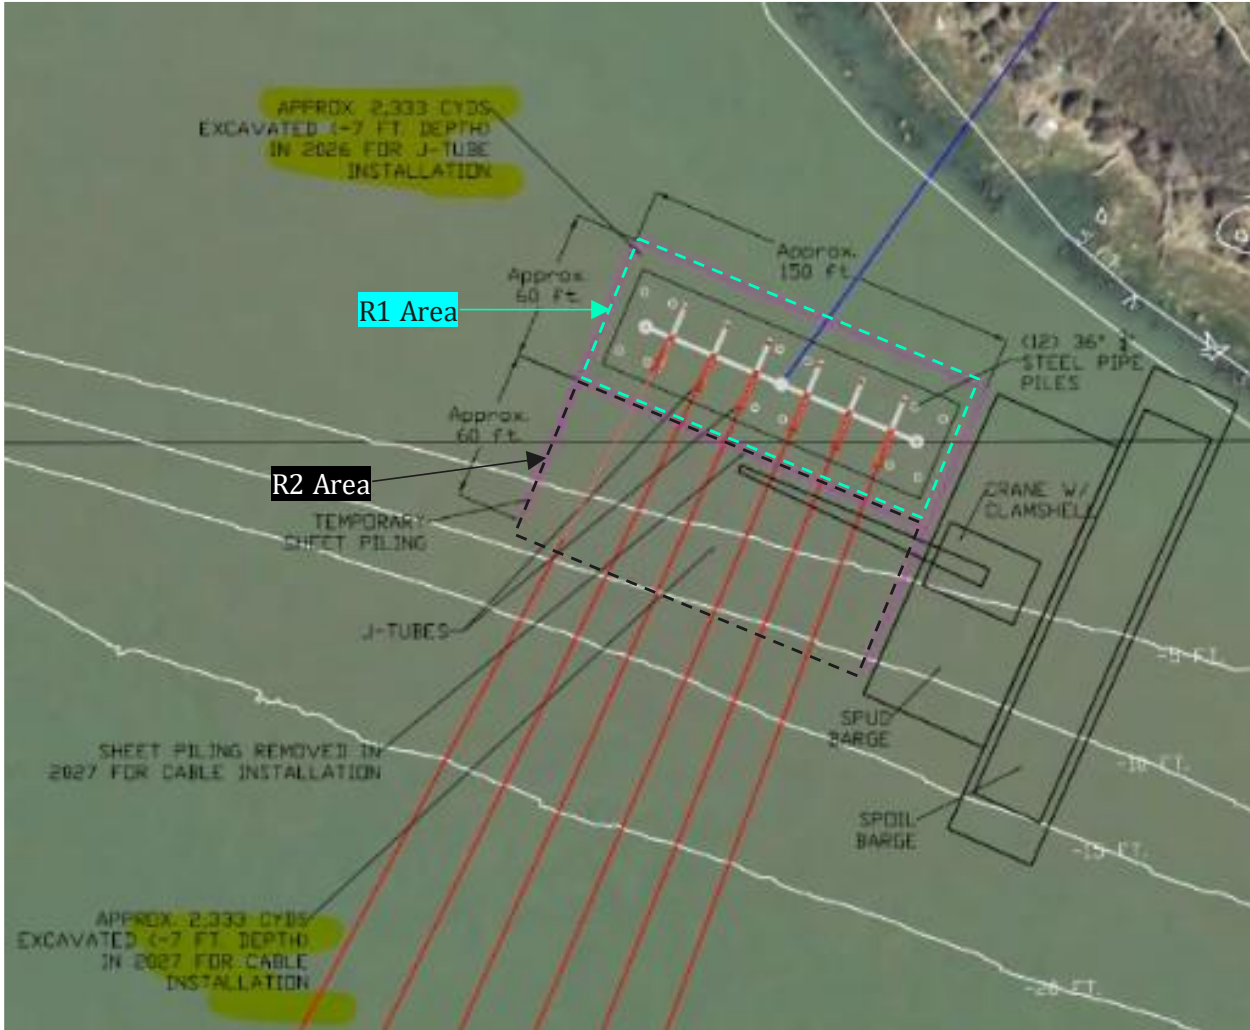 APPROX 2,333 CYDS
EXCAVATED (-7 FT. DEPTH)
IN 2026 FOR J-TUBE
INSTALLATION
Approx.
150 ft.
Approx.
60 ft.
R1 Area
(12) 36"
STEEL PIPE
PILES
Approx.
60 ft.
R2 Area
CRANE W/
CLAMSHELL
TEMPORARY
SHEET PILING
J-TUBES
-5 FT.
SPUD
BARGE
SHEET PILING REMOVED IN
2027 FOR CABLE INSTALLATION
-10 FT.
SPOIL
BARGE
-15 FT.
APPROX 2,333 CYDS
EXCAVATED (-7 FT. DEPTH)
IN 2027 FOR CABLE
INSTALLATION
-20 FT.